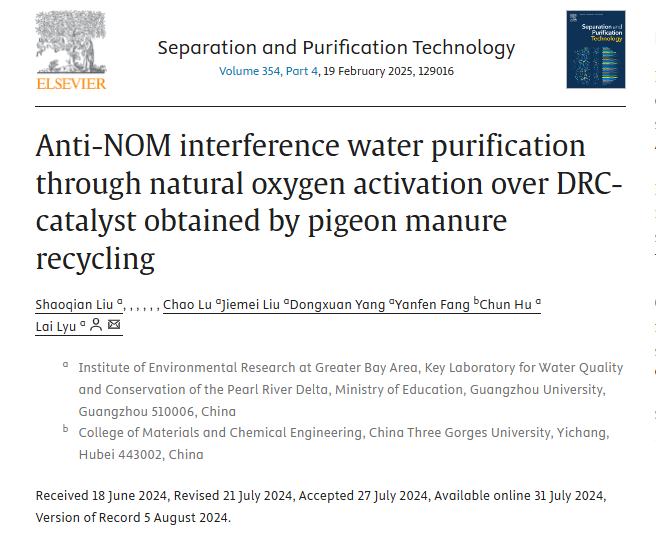 Separation and Purification Technology
Volume 354, Part 4, 19 February 2025, 129016
ELSEVIER
Separation and
Purification
Technology
Anti-NOM interference water purification
through natural oxygen activation over DRC-
catalyst obtained by pigeon manure
recycling
Shaoqian Liu a, , , , , , Chao Lu aJiemei Liu aDongxuan Yang aYanfen Fang bChun Hu a
Lai Lyu a
a Institute of Environmental Research at Greater Bay Area, Key Laboratory for Water Quality
and Conservation of the Pearl River Delta, Ministry of Education, Guangzhou University,
Guangzhou 510006, China
b College of Materials and Chemical Engineering, China Three Gorges University, Yichang,
Hubei 443002, China
Received 18 June 2024, Revised 21 July 2024, Accepted 27 July 2024, Available online 31 July 2024,
Version of Record 5 August 2024.